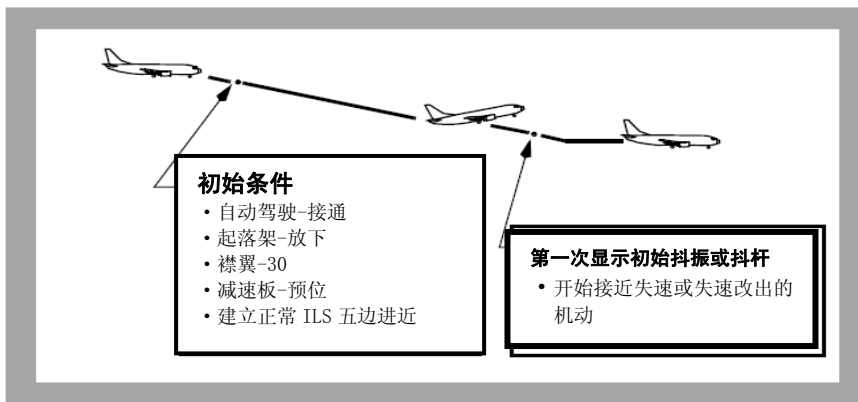 初始条件
・自动驾驶-接通
・起落架-放下
・襟翼-30
・减速板-预位
・建立正常 ILS 五边进近
第一次显示初始抖振或抖杆
• 开始接近失速或失速改出的
机动